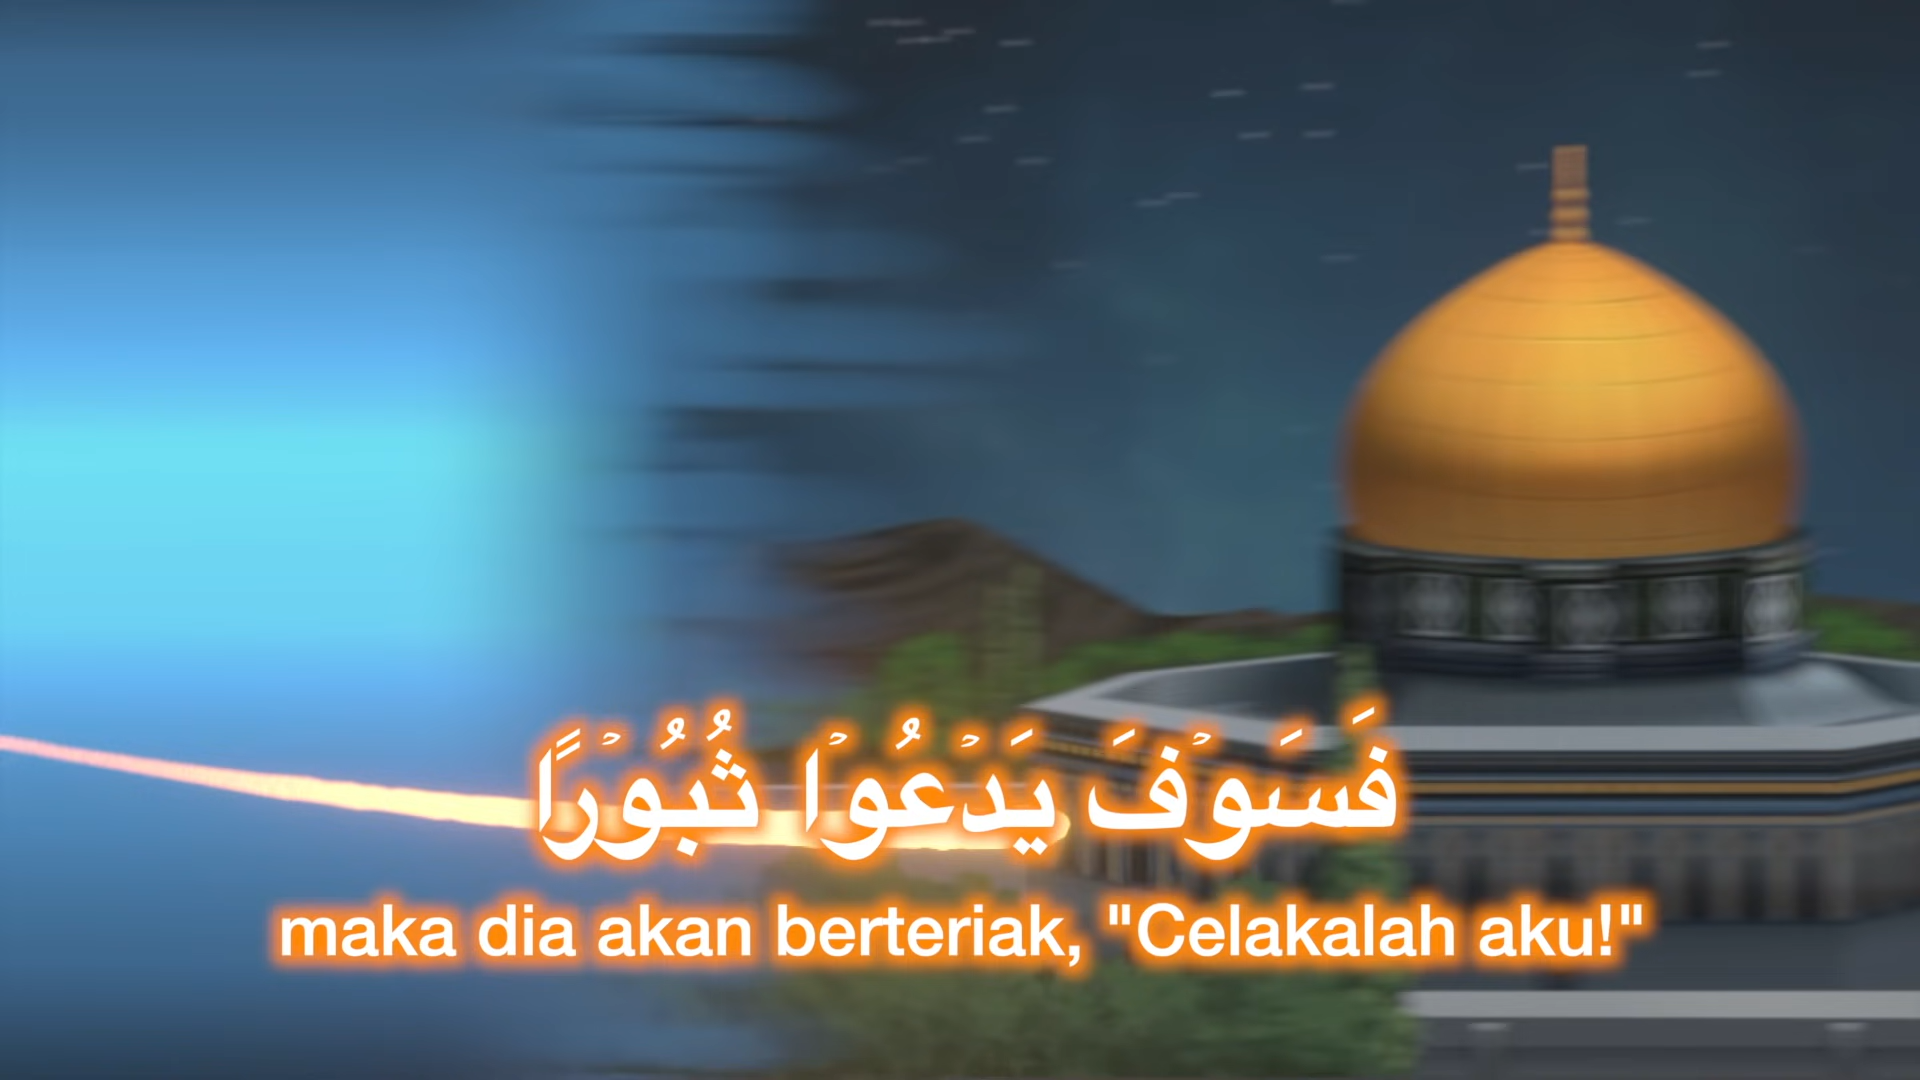 فَسَوۡفَ يَدۡعُوۡا ثُبُوۡرًا
maka dia akan berteriak, "Celakalah aku!"